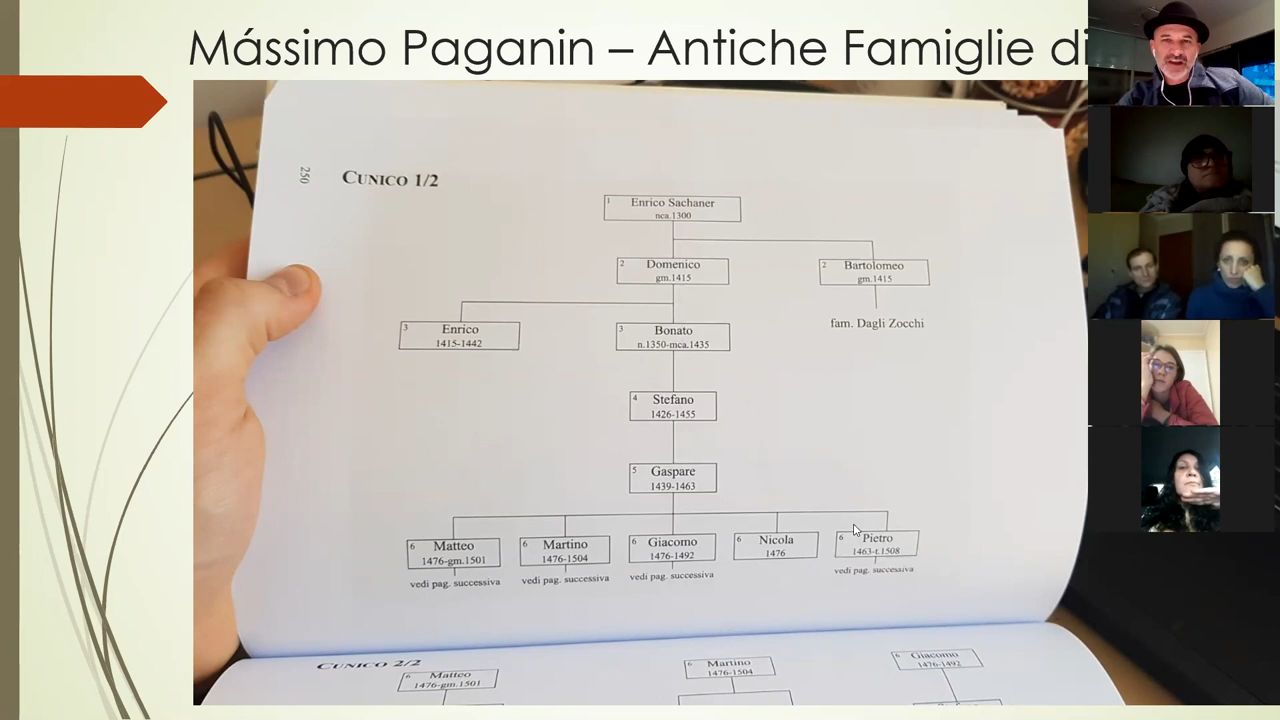 Mássimo Paganin – Antiche Famiglie di
250
CUNICO 1/2
1 Enrico Sachaner
nca.1300
2 Domenico
gm.1415
2 Bartolomeo
gm.1415
fam. Dagli Zocchi
3 Enrico
1415-1442
3 Bonato
n.1350-mca.1435
4 Stefano
1426-1455
5 Gaspare
1439-1463
6 Matteo
1476-gm.1501
vedi pag. successiva
6 Martino
1476-1504
vedi pag. successiva
6 Giacomo
1476-1492
vedi pag. successiva
6 Nicola
1476
6 Pietro
1463-t.1508
vedi pag. successiva
CUNICO 2/2
6 Matteo
1476-gm.1501
6 Martino
1476-1504
6 Giacomo
1476-1492